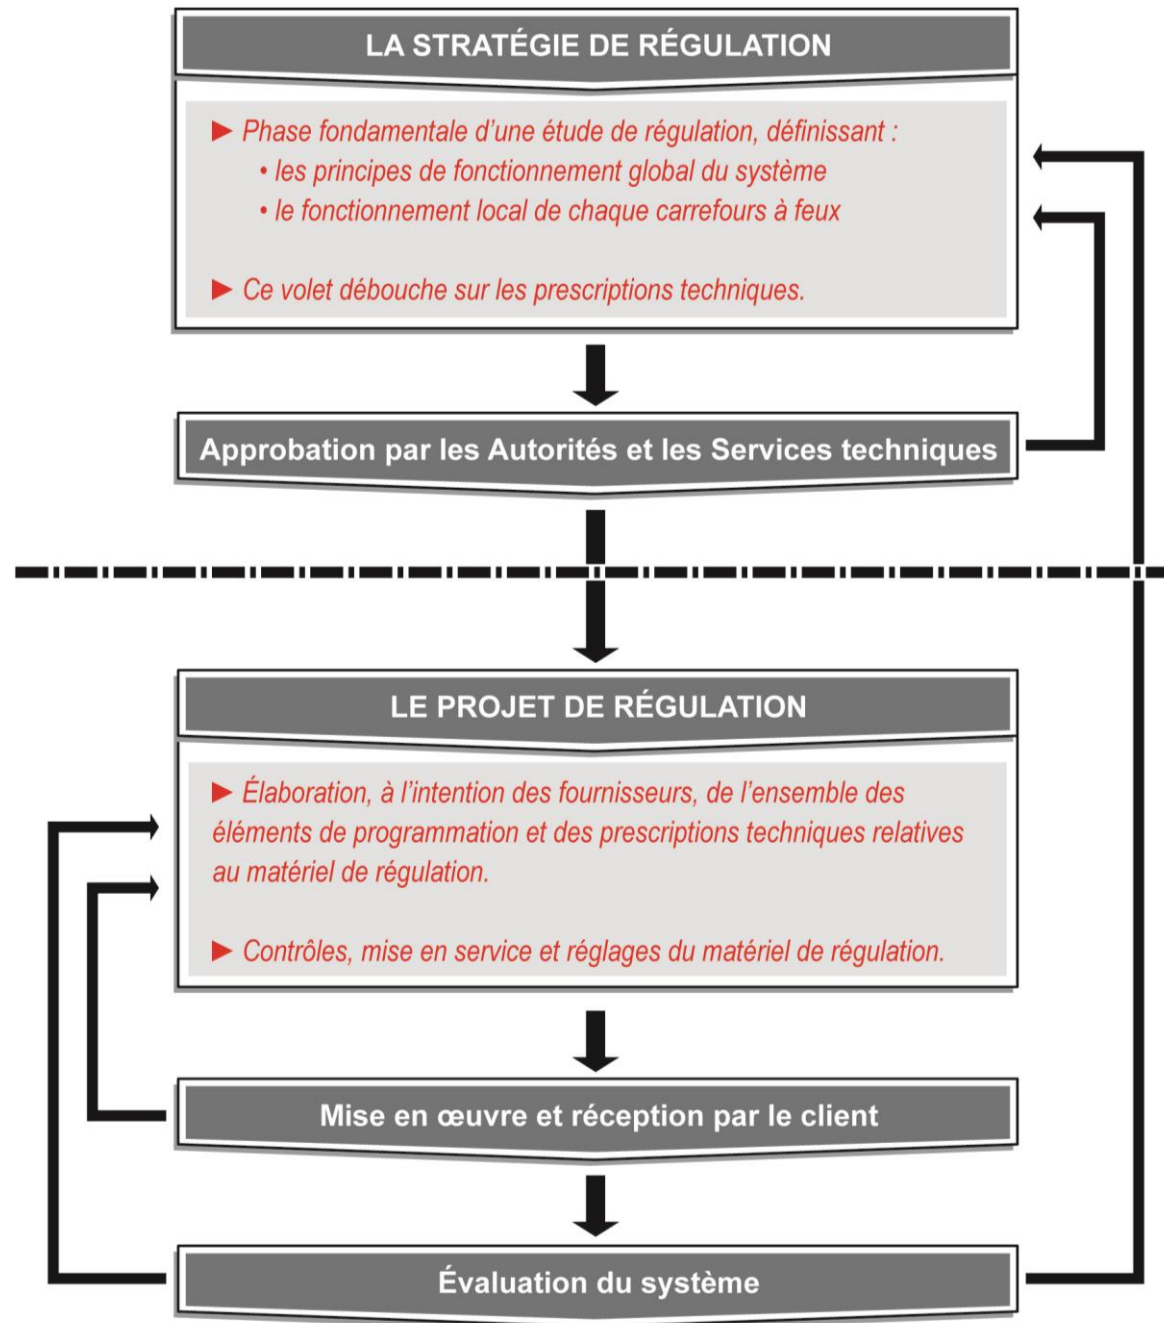 LA STRATÉGIE DE RÉGULATION
► Phase fondamentale d’une étude de régulation, définissant :
• les principes de fonctionnement global du système
• le fonctionnement local de chaque carrefours à feux
► Ce volet débouche sur les prescriptions techniques.
Approbation par les Autorités et les Services techniques
LE PROJET DE RÉGULATION
► Élaboration, à l’intention des fournisseurs, de l’ensemble des
éléments de programmation et des prescriptions techniques relatives
au matériel de régulation.
► Contrôles, mise en service et réglages du matériel de régulation.
Mise en œuvre et réception par le client
Évaluation du système